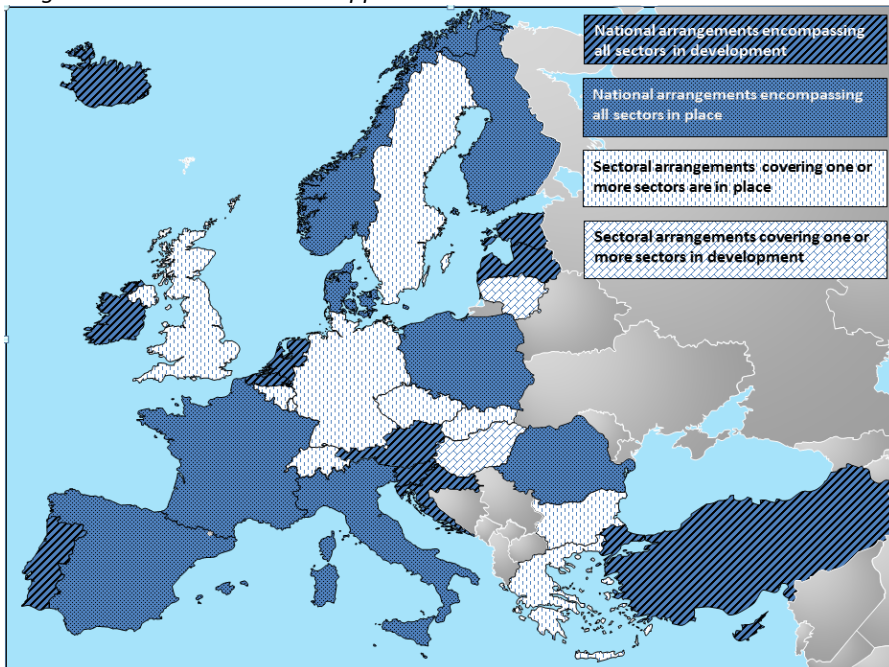 National arrangements encompassing
all sectors in development
National arrangements encompassing
all sectors in place
Sectoral arrangements covering one or
more sectors are in place
Sectoral arrangements covering one or
more sectors in development